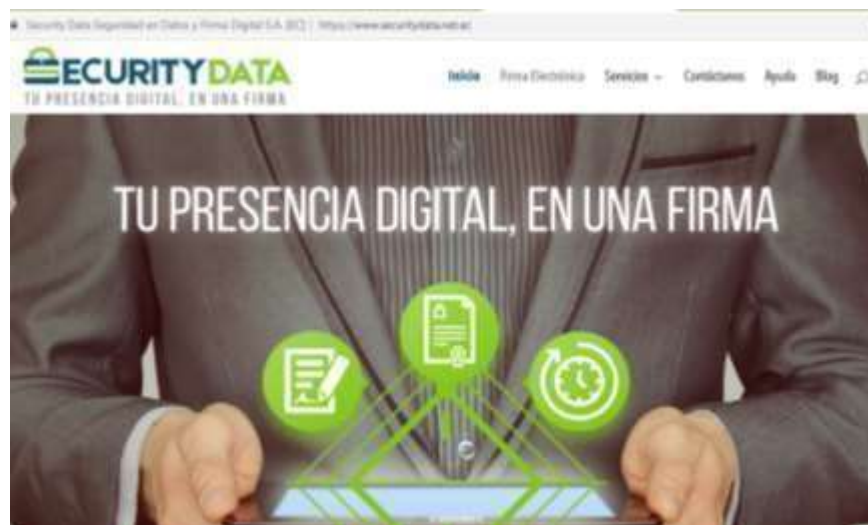 Security Data Seguridad en Datos y Firma Digital S.A. [EC] | https://www.securitydata.net.ec
SECURITY DATA
TU PRESENCIA DIGITAL, EN UNA FIRMA
Inicio Firma Electrónica Servicios Contáctanos Ayuda Blog
TU PRESENCIA DIGITAL, EN UNA FIRMA